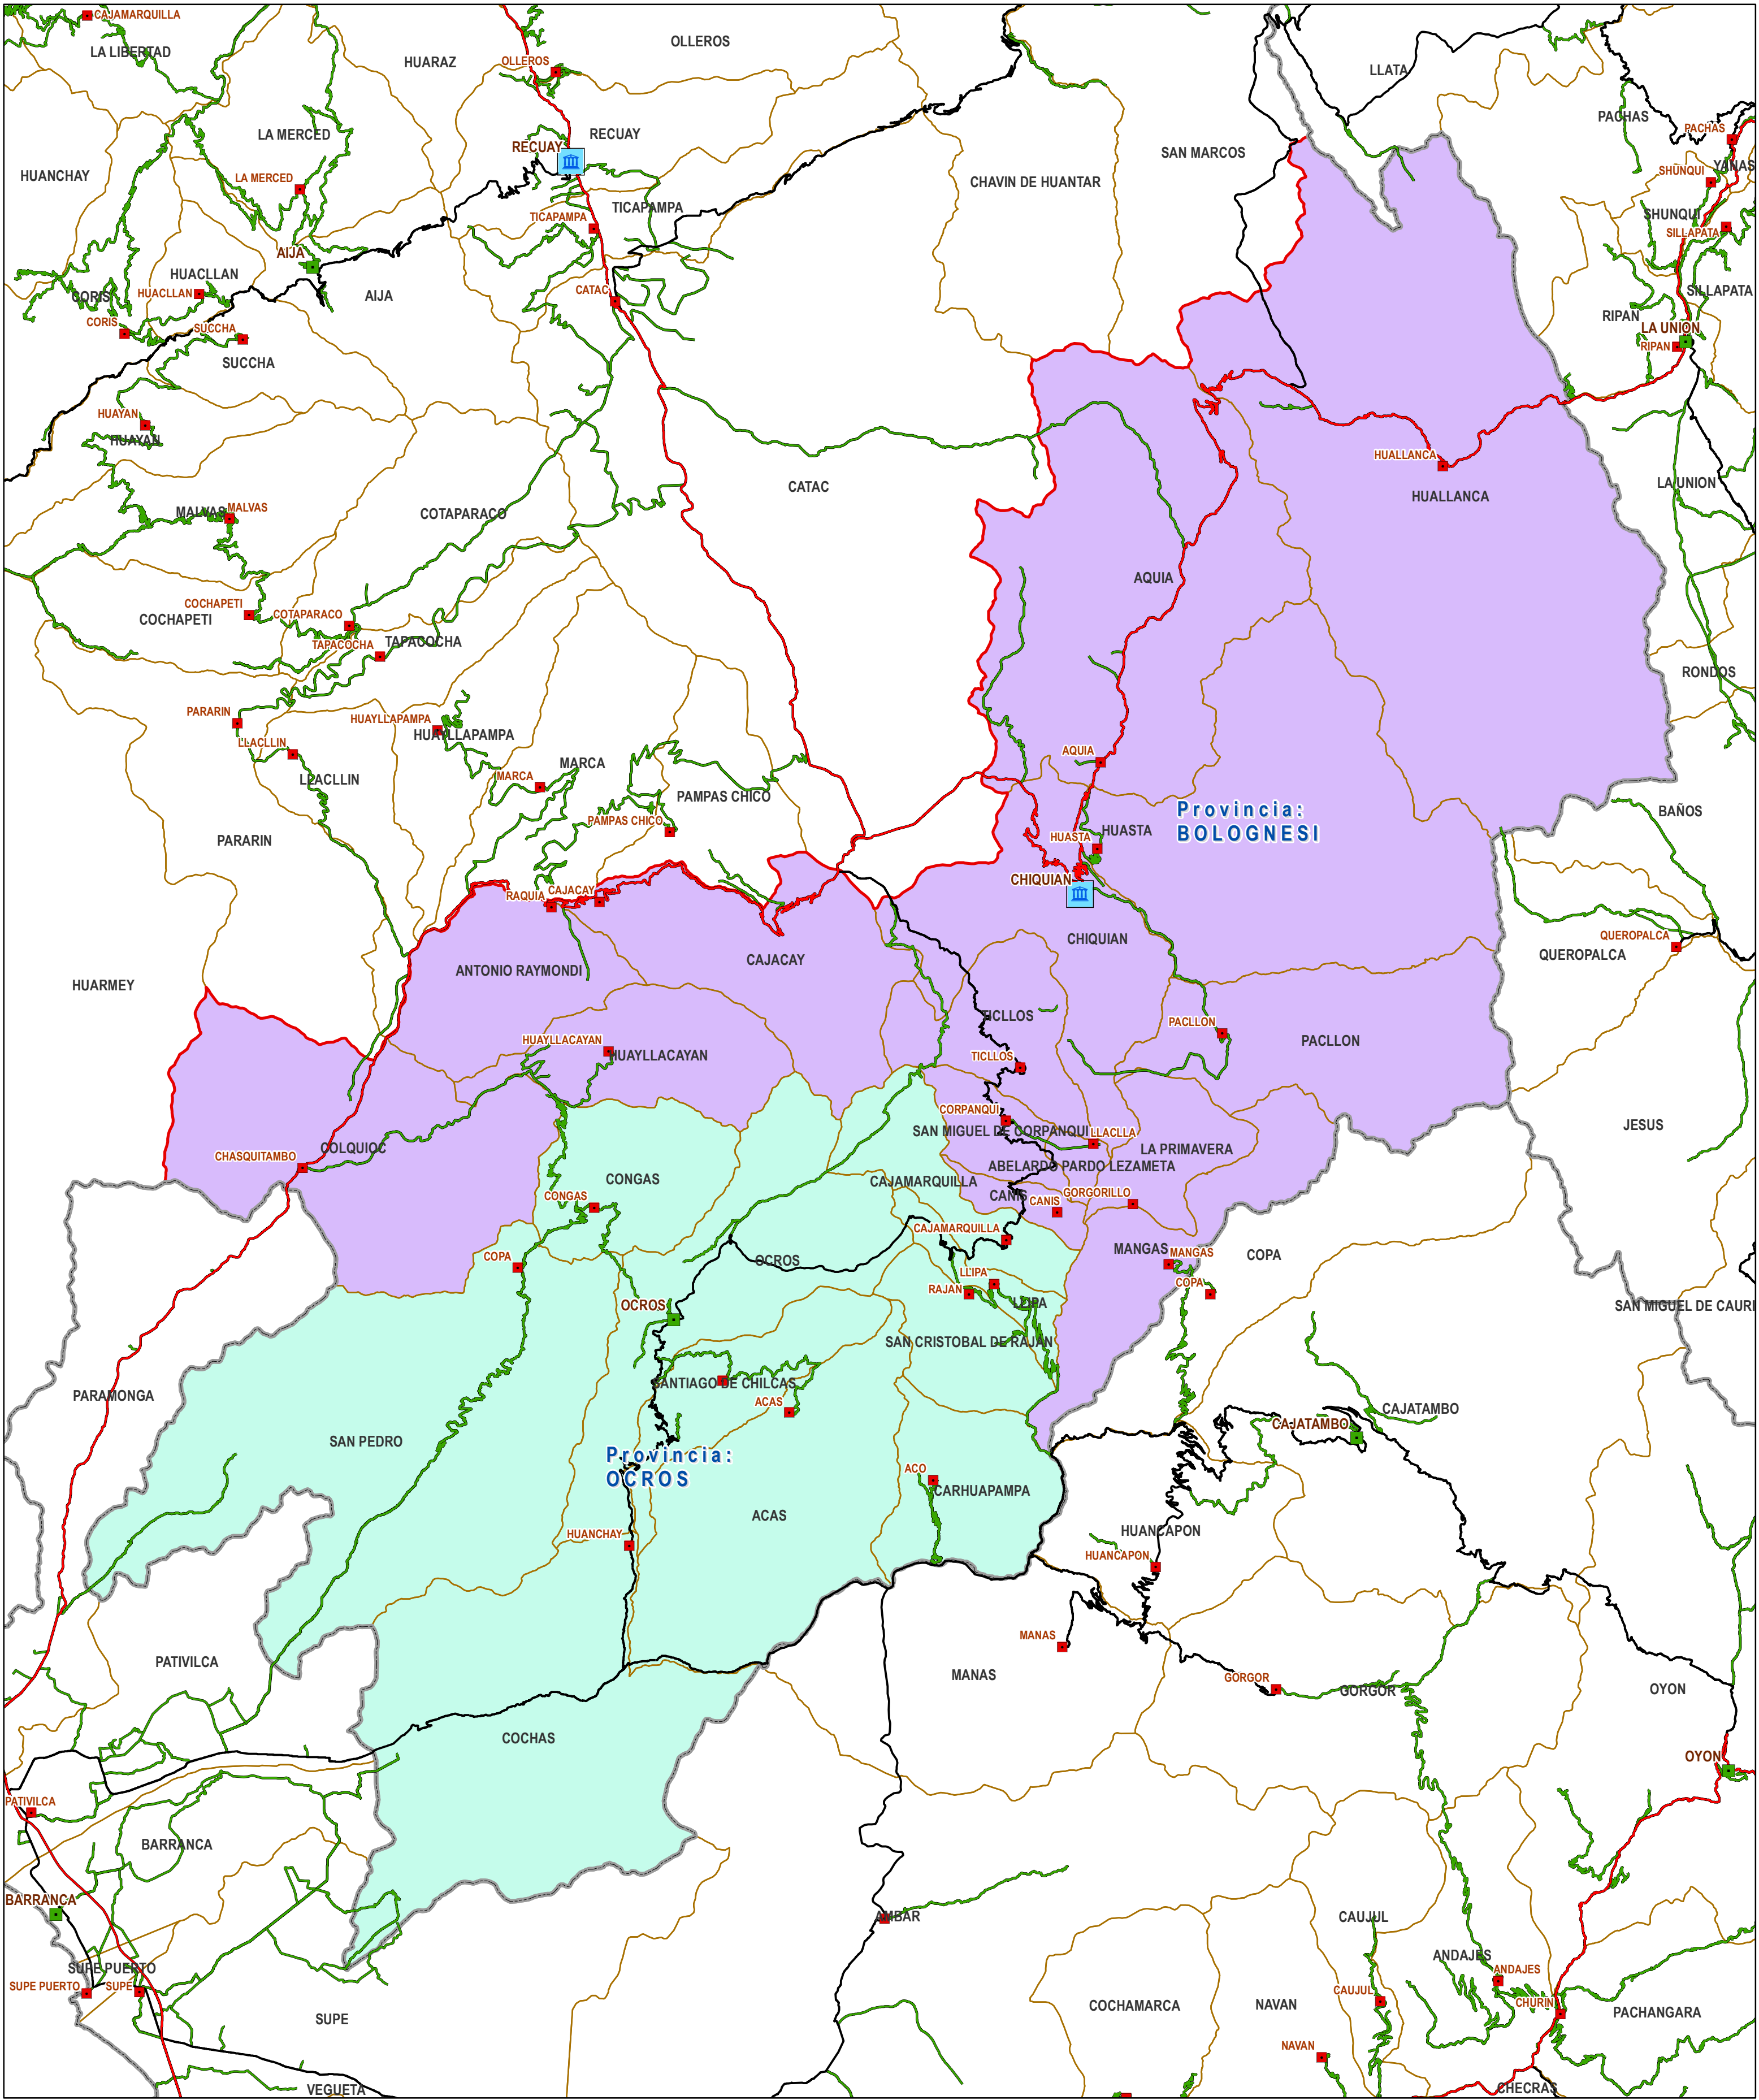 CAJAMARQUILLA
LA LIBERTAD
HUARAZ
OLLEROS
OLLEROS
LLATA
PACHAS
PACHAS
LA MERCED
RECUAY
RECUAY
SAN MARCOS
YANAS
SHUNQUI
HUANCHAY
LA MERCED
CHAVIN DE HUANTAR
TICAPAMPA
TICAPAMPA
SHUNQUI
SILLAPATA
AIJA
HUACLLAN
CORIS
HUACLLAN
AIJA
CATAC
SILLAPATA
RIPAN
CORIS
SUCCHA
LA UNION
RIPAN
SUCCHA
HUAYAN
HUAYAN
HUALLANCA
CATAC
LA UNION
HUALLANCA
MALVAS
MALVAS
COTAPARACO
AQUIA
COCHAPETI
COTAPARACO
COCHAPETI
TAPACOCHA
TAPACOCHA
RONDOS
PARARIN
HUAYLLAPAMPA
HUAYLLAPAMPA
LLACLLIN
AQUIA
LLACLLIN
MARCA
MARCA
PAMPAS CHICO
Provincia:
BOLOGNESI
BAÑOS
PAMPAS CHICO
HUASTA
HUASTA
PARARIN
CHIQUIAN
RAQUIA
CAJACAY
CHIQUIAN
QUEROPALCA
QUEROPALCA
CAJACAY
ANTONIO RAYMONDI
HUARMEY
TICLLOS
PACLLON
PACLLON
HUAYLLACAYAN
HUAYLLACAYAN
TICLLOS
CORPANQUI
SAN MIGUEL DE CORPANQUI
LLACLLA
JESUS
COLQUIOC
CHASQUITAMBO
LA PRIMAVERA
ABELARDO PARDO LEZAMETA
CONGAS
CAJAMARQUILLA
CONGAS
CANIS
CANIS
GORGORILLO
CAJAMARQUILLA
MANGAS
MANGAS
COPA
COPA
OCROS
LLIPA
RAJAN
COPA
OCROS
LLIPA
SAN MIGUEL DE CAURI
SAN CRISTOBAL DE RAJAN
SANTIAGO DE CHILCAS
ACAS
PARAMONGA
CAJATAMBO
CAJATAMBO
SAN PEDRO
Provincia:
OCROS
ACO
CARHUAPAMPA
ACAS
HUANCHAY
HUANCAPON
HUANCAPON
MANAS
PATIVILCA
MANAS
GORGOR
GORGOR
OYON
COCHAS
OYON
PATIVILCA
BARRANCA
BARRANCA
AMBAR
CAUJUL
ANDAJES
ANDAJES
SUPE PUERTO
SUPE PUERTO
SUPE
CAUJUL
CHURIN
COCHAMARCA
NAVAN
PACHANGARA
SUPE
NAVAN
VEGUETA
CHECRAS